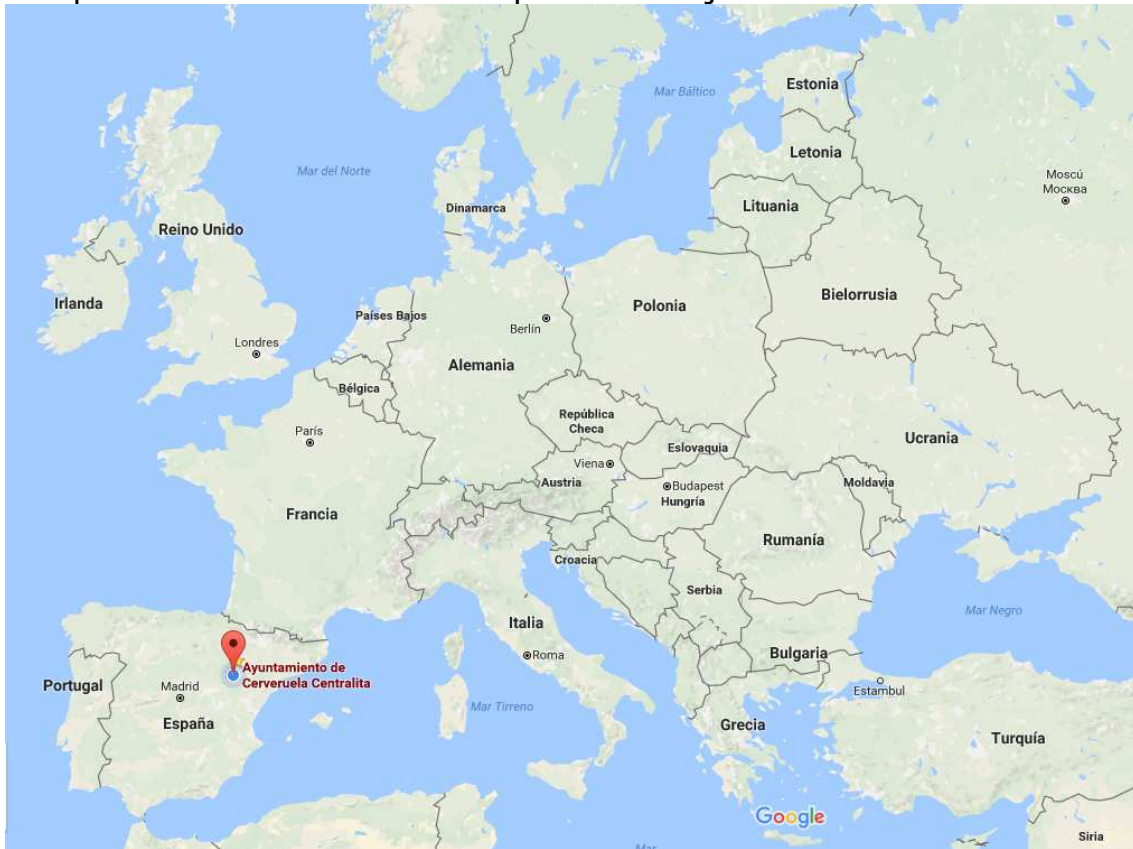 Mar Báltico
Estonia
Letonia
Moscú
Москва
Mar del Norte
Dinamarca
Lituania
Reino Unido
Irlanda
Bielorrusia
Países Bajos
Polonia
Berlín
Londres
Alemania
Bélgica
República
Checa
París
Ucrania
Eslovaquia
Viena
Austria
Budapest
Hungría
Moldavia
Francia
Rumanía
Croacia
Serbia
Mar Negro
Italia
Roma
Bulgaria
Ayuntamiento de
Cerveruela Centralita
Portugal
Madrid
Estambul
España
Mar Tirreno
Grecia
Turquía
Google
Siria
Mar